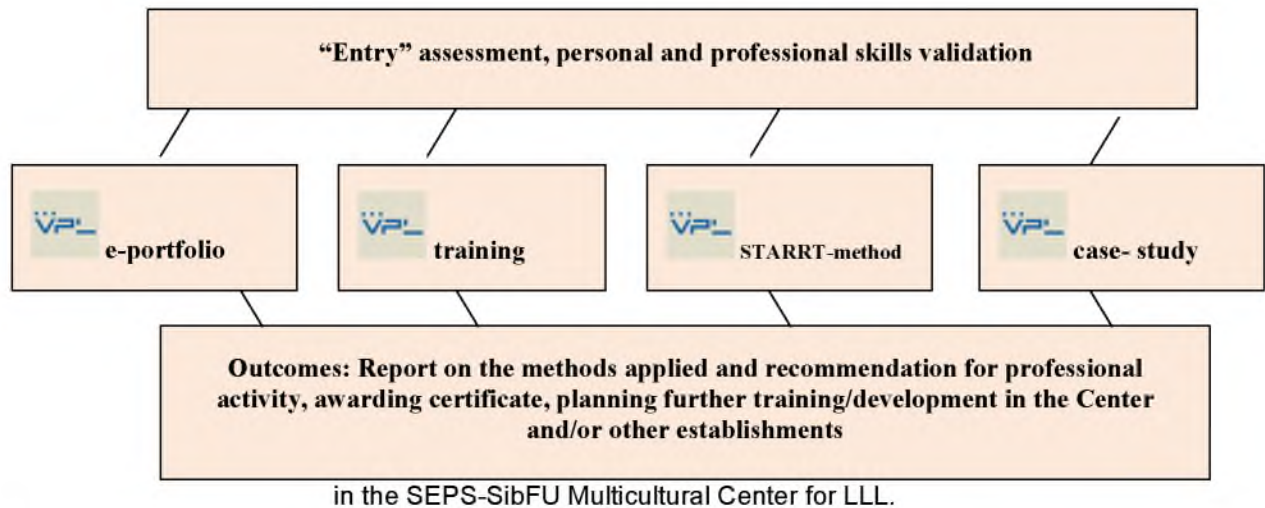 “Entry” assessment, personal and professional skills validation
VPL e-portfolio
VPL training
VPL STARRT-method
VPL case- study
Outcomes: Report on the methods applied and recommendation for professional
activity, awarding certificate, planning further training/development in the Center
and/or other establishments
in the SEPS-SibFU Multicultural Center for LLL.